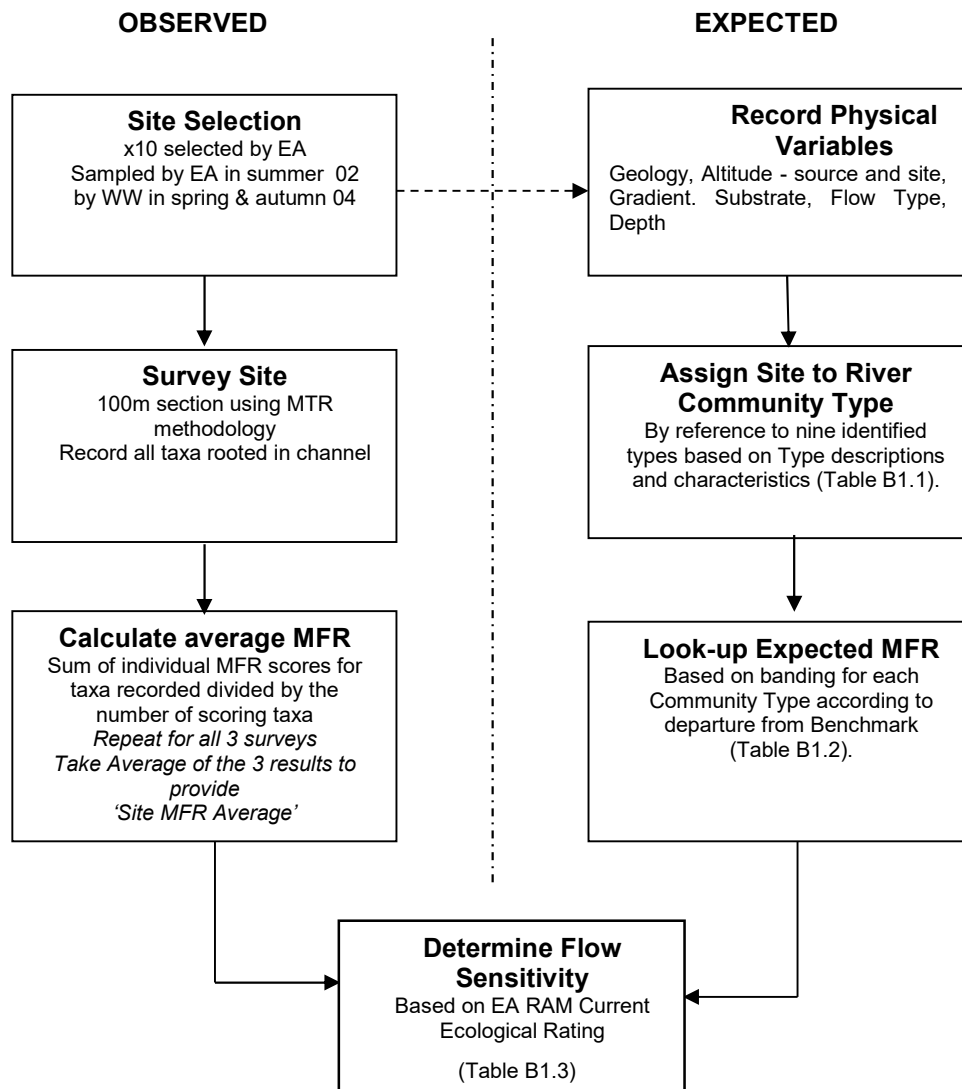 OBSERVED
EXPECTED
Site Selection
x10 selected by EA
Sampled by EA in summer 02
by WW in spring & autumn 04
Record Physical
Variables
Geology, Altitude - source and site,
Gradient. Substrate, Flow Type,
Depth
Survey Site
100m section using MTR
methodology
Record all taxa rooted in channel
Assign Site to River
Community Type
By reference to nine identified
types based on Type descriptions
and characteristics (Table B1.1).
Calculate average MFR
Sum of individual MFR scores for
taxa recorded divided by the
number of scoring taxa
Repeat for all 3 surveys
Take Average of the 3 results to
provide
‘Site MFR Average’
Look-up Expected MFR
Based on banding for each
Community Type according to
departure from Benchmark
(Table B1.2).
Determine Flow
Sensitivity
Based on EA RAM Current
Ecological Rating
(Table B1.3)